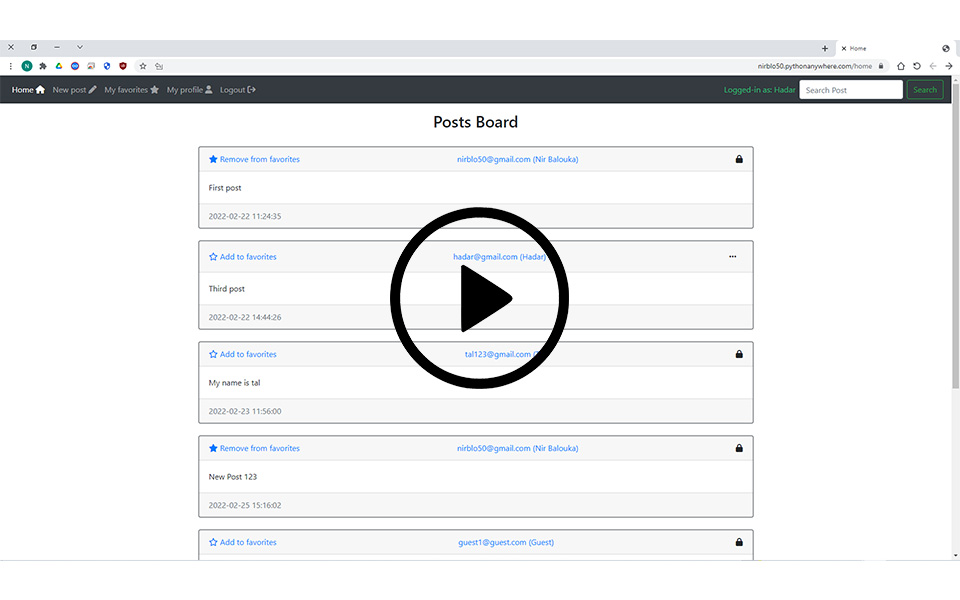 Home
nirblo50.pythonanywhere.com/home
N
Home New post My favorites My profile Logout Logged-in as: Hadar Search Post Search
Posts Board
Remove from favorites nirblo50@gmail.com (Nir Balouka)
First post
2022-02-22 11:24:35
Add to favorites hadar@gmail.com (Hadar) ...
Third post
2022-02-22 14:44:26
Add to favorites tal123@gmail.com
My name is tal
2022-02-23 11:56:00
Remove from favorites nirblo50@gmail.com (Nir Balouka)
New Post 123
2022-02-25 15:16:02
Add to favorites guest1@guest.com (Guest)